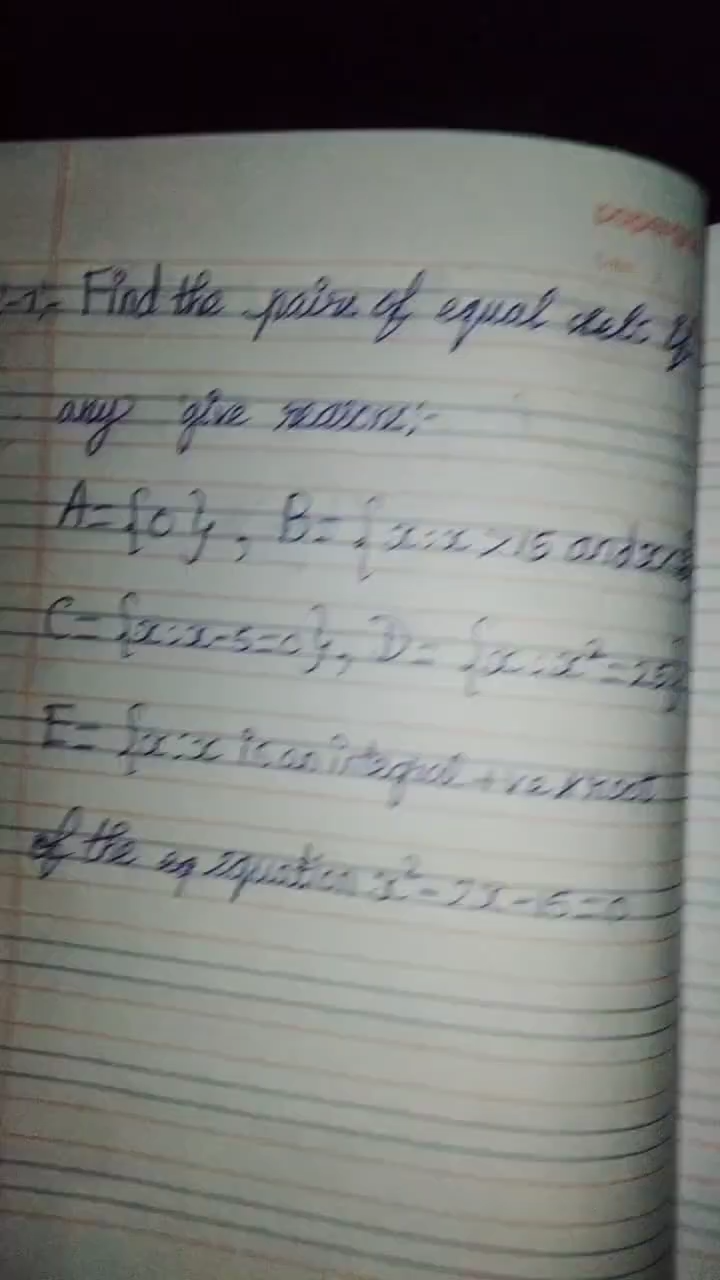 Find the pairs of equal sets if
any give reason:-
A={0}, B={x:x>15 and x<
C={x:x-5=0}, D={x:x²=25}
E={x:x is an integral +ve root
of the eq equation x²-2x-15=0